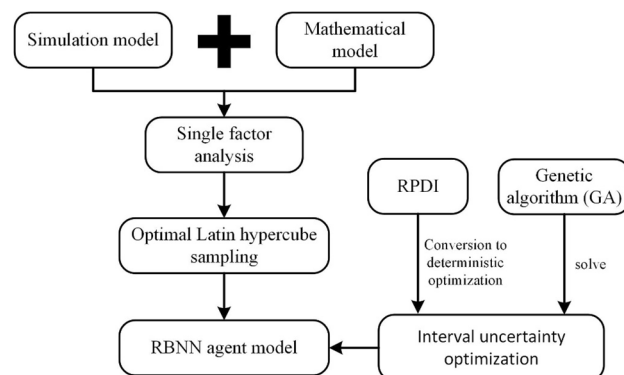 Simulation model
Mathematical
model
Single factor
analysis
RPDI
Genetic
algorithm (GA)
Optimal Latin hypercube
sampling
Conversion to
deterministic
optimization
solve
RBNN agent model
Interval uncertainty
optimization